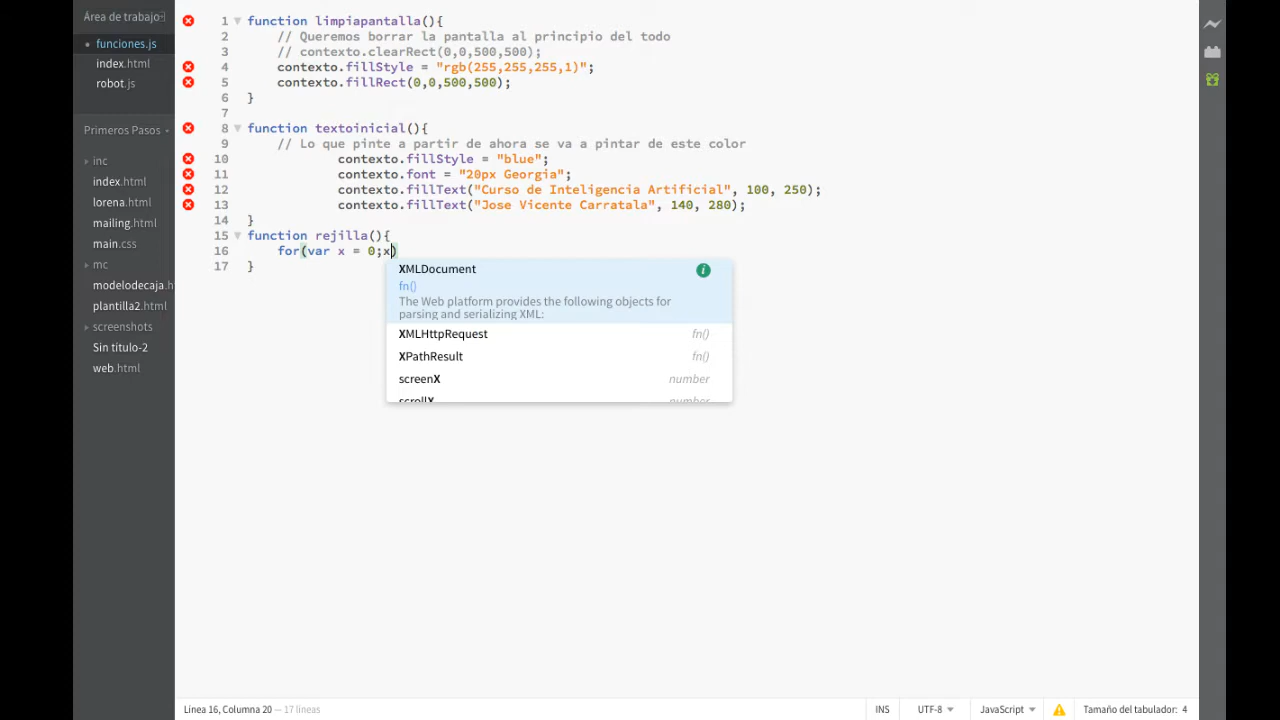 Área de trabajo
funciones.js
index.html
robot.js
Primeros Pasos
inc
index.html
lorena.html
mailing.html
main.css
mc
modelodecaja.h
plantilla2.html
screenshots
Sin título-2
web.html
1 function limpiapantalla(){
2 // Queremos borrar la pantalla al principio del todo
3 // contexto.clearRect(0,0,500,500);
4 contexto.fillStyle = "rgb(255,255,255,1)";
5 contexto.fillRect(0,0,500,500);
6 }
7
8 function textoinicial(){
9 // Lo que pinte a partir de ahora se va a pintar de este color
10 contexto.fillStyle = "blue";
11 contexto.font = "20px Georgia";
12 contexto.fillText("Curso de Inteligencia Artificial", 100, 250);
13 contexto.fillText("Jose Vicente Carratala", 140, 280);
14 }
15 function rejilla(){
16 for(var x = 0;x)
17 }
XMLDocument
fn()
The Web platform provides the following objects for
parsing and serializing XML:
XMLHttpRequest fn()
XPathResult fn()
screenX number
scrollX number
Línea 16, Columna 20 — 17 líneas INS UTF-8 JavaScript Tamaño del tabulador: 4